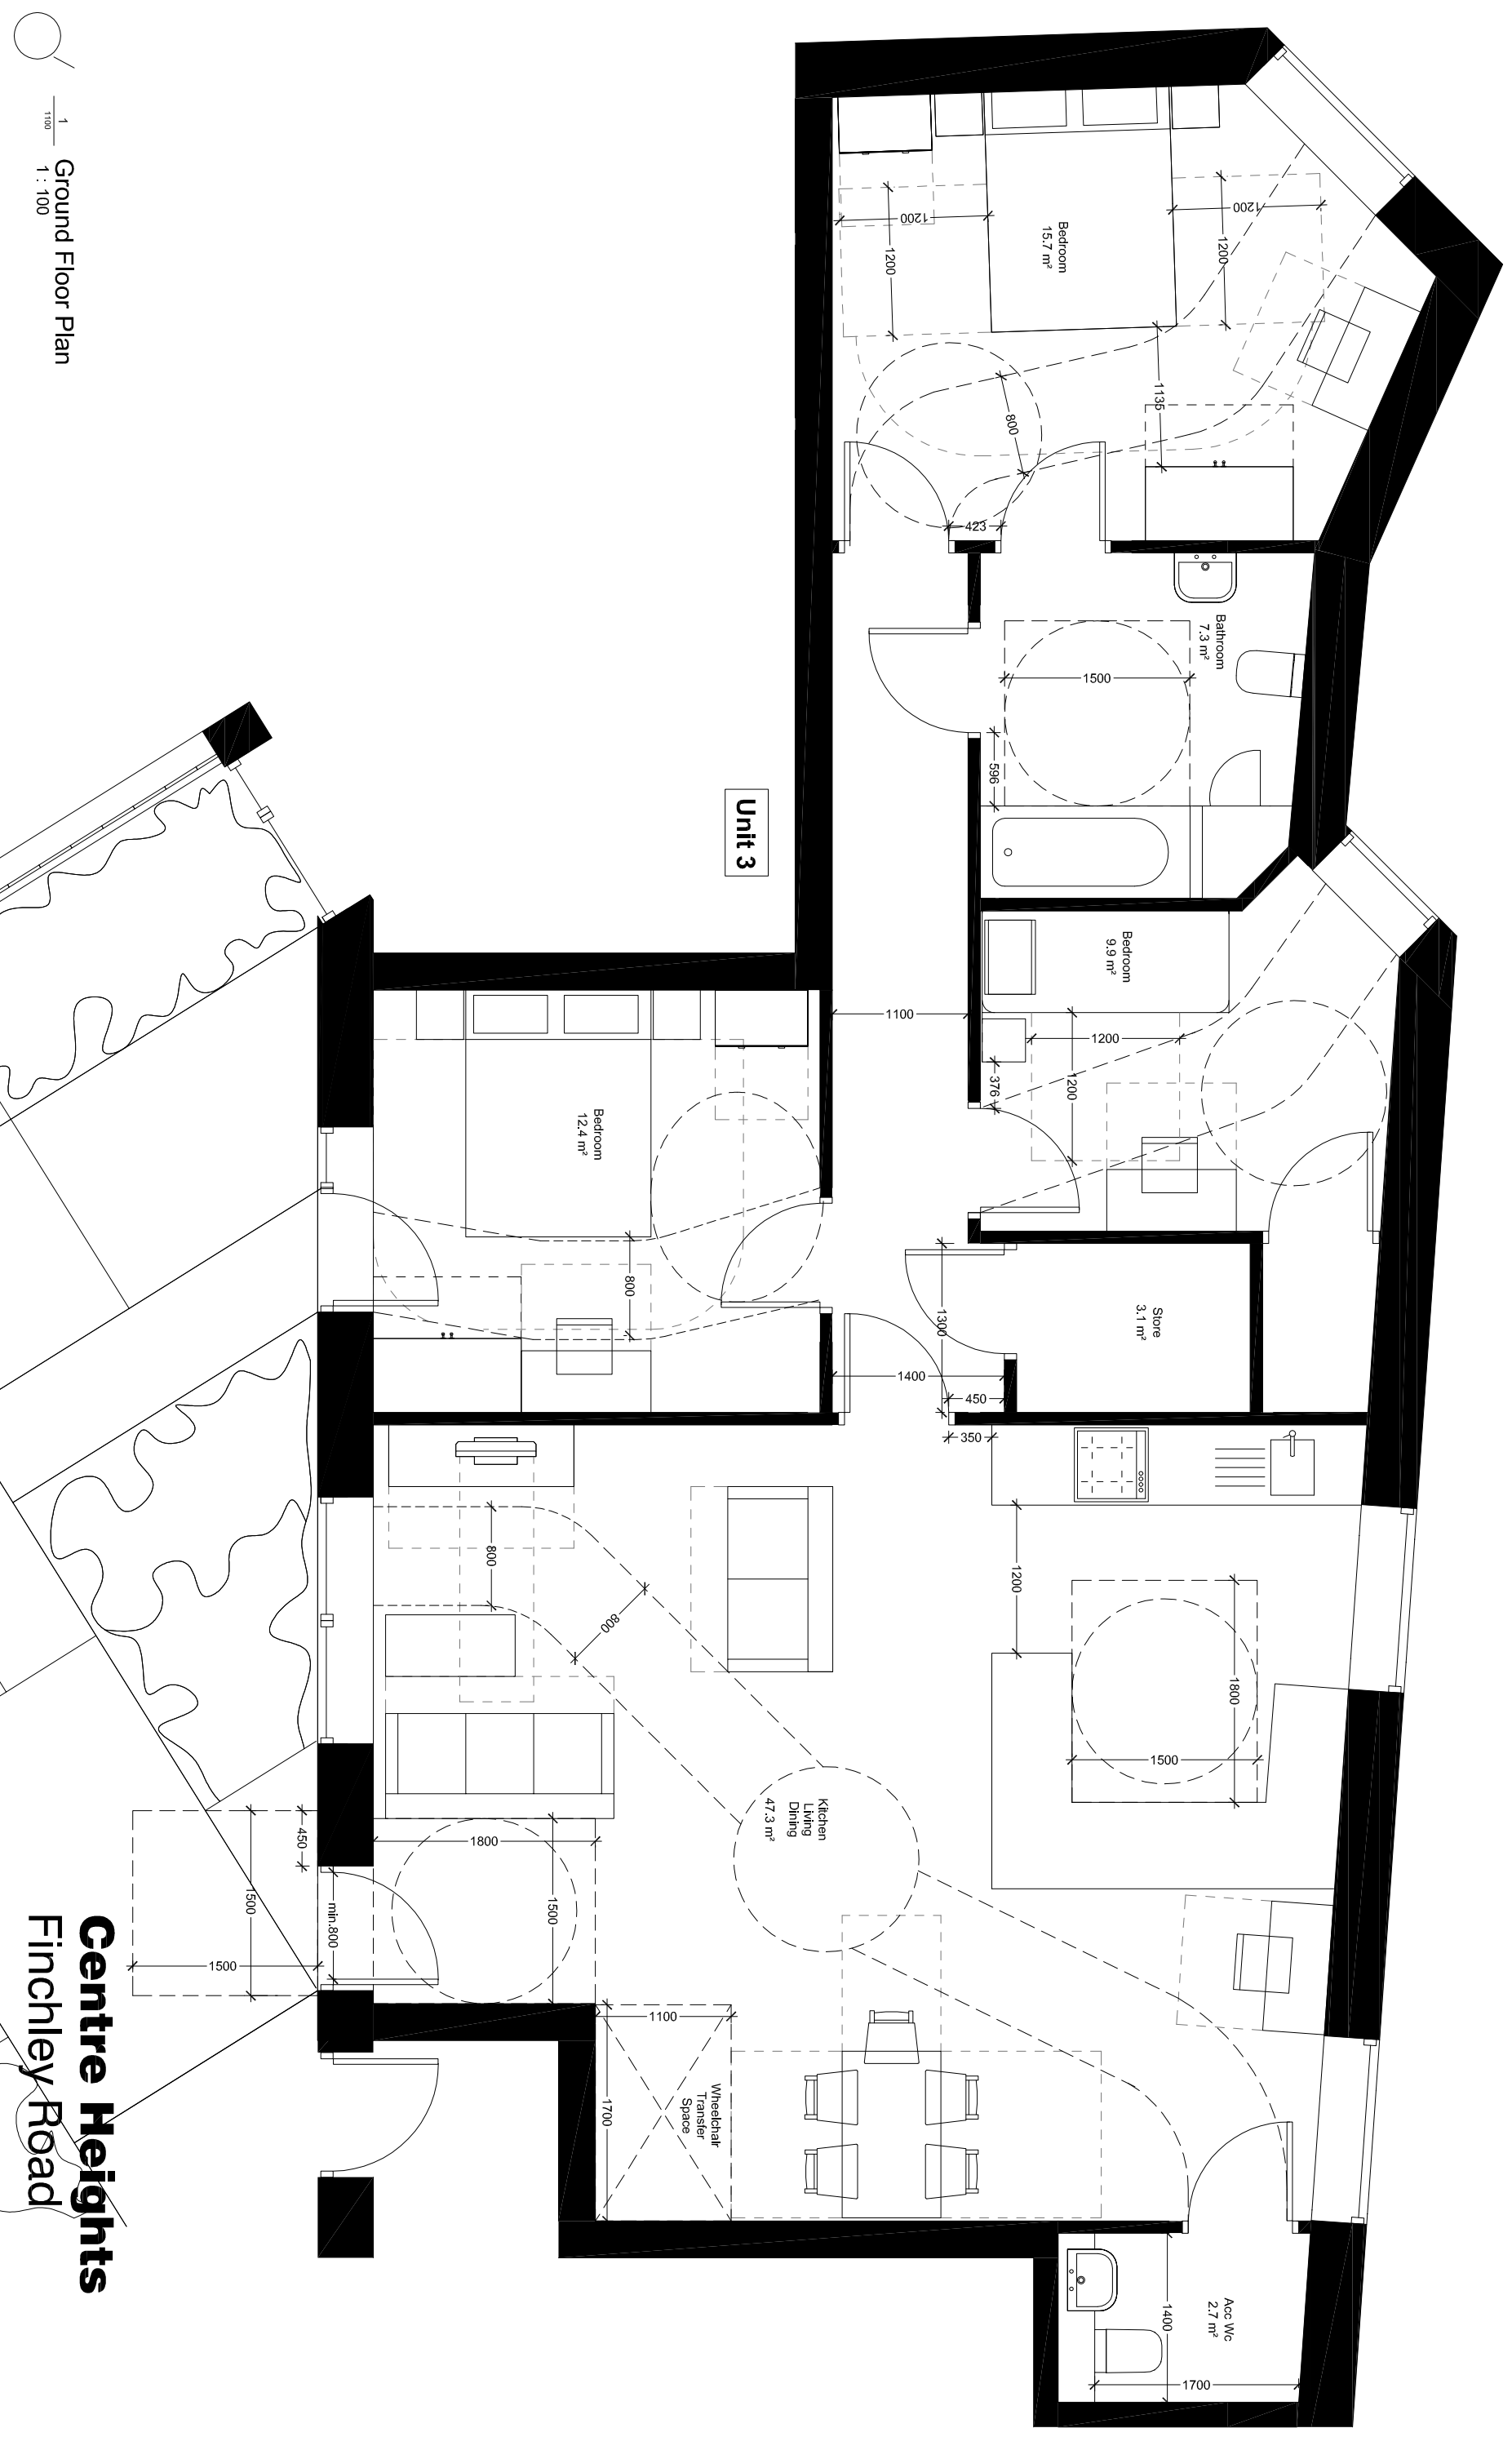 1
1100
Ground Floor Plan
1 : 100
Centre Heights
Finchley Road
Unit 3
Bedroom
15.7 m²
1200
1200
1200
1200
1135
800
423
Bathroom
7.3 m²
1500
596
Bedroom
9.9 m²
1100
1200
1200
376
Bedroom
12.4 m²
800
Store
3.1 m²
1300
1400
450
350
1200
1800
1500
800
800
Kitchen
Living
Dining
47.3 m²
1800
1500
450
1500
min.800
1500
1100
1700
Wheelchair
Transfer
Space
Acc Wc
2.7 m²
1400
1700